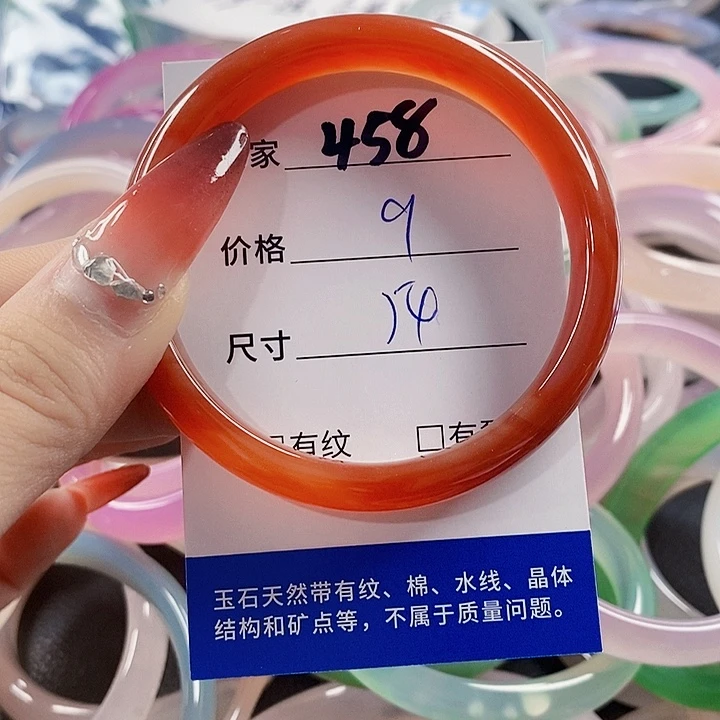 家 458
价格 9
尺寸 54
有纹 □有
玉石天然带有纹、棉、水线、晶体
结构和矿点等，不属于质量问题。